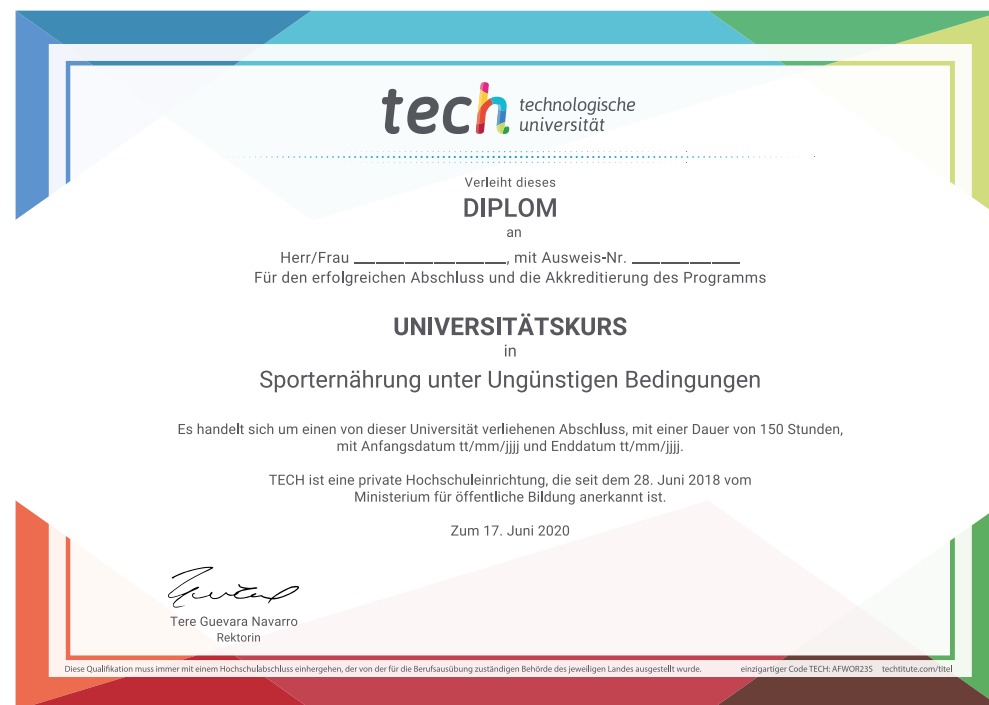 tech technologische
universität
Verleiht dieses
DIPLOM
an
Herr/Frau ____________, mit Ausweis-Nr. ____________
Für den erfolgreichen Abschluss und die Akkreditierung des Programms
UNIVERSITÄTSKURS
in
Sporternährung unter Ungünstigen Bedingungen
Es handelt sich um einen von dieser Universität verliehenen Abschluss, mit einer Dauer von 150 Stunden,
mit Anfangsdatum tt/mm/jjjj und Enddatum tt/mm/jjjj.
TECH ist eine private Hochschuleinrichtung, die seit dem 28. Juni 2018 vom
Ministerium für öffentliche Bildung anerkannt ist.
Zum 17. Juni 2020
Tere Guevara Navarro
Rektorin
Diese Qualifikation muss immer mit einem Hochschulabschluss einhergehen, der von der für die Berufsausübung zuständigen Behörde des jeweiligen Landes ausgestellt wurde. einzigartiger Code TECH: AFWOR23S techtitute.com/titel